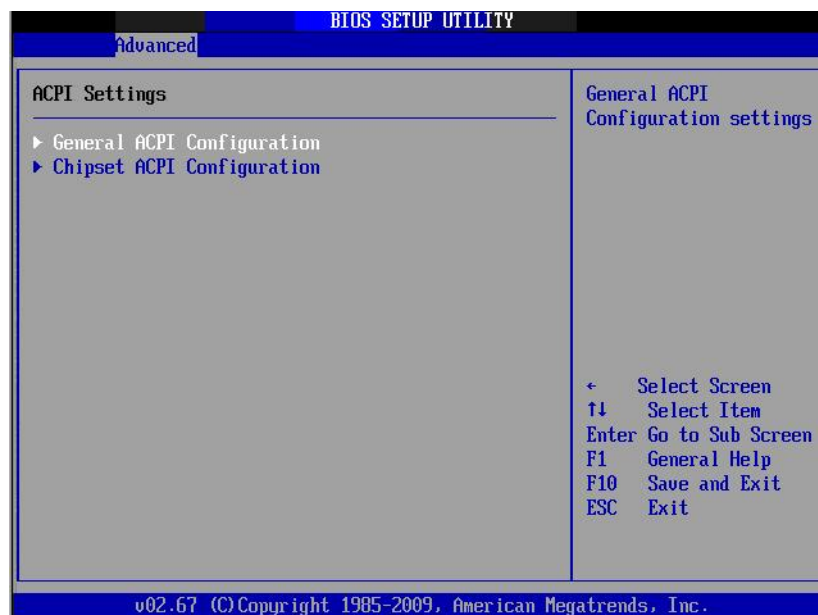 BIOS SETUP UTILITY
Advanced
ACPI Settings
▶ General ACPI Configuration
▶ Chipset ACPI Configuration
General ACPI
Configuration settings
← Select Screen
↑↓ Select Item
Enter Go to Sub Screen
F1 General Help
F10 Save and Exit
ESC Exit
v02.67 (C)Copyright 1985-2009, American Megatrends, Inc.